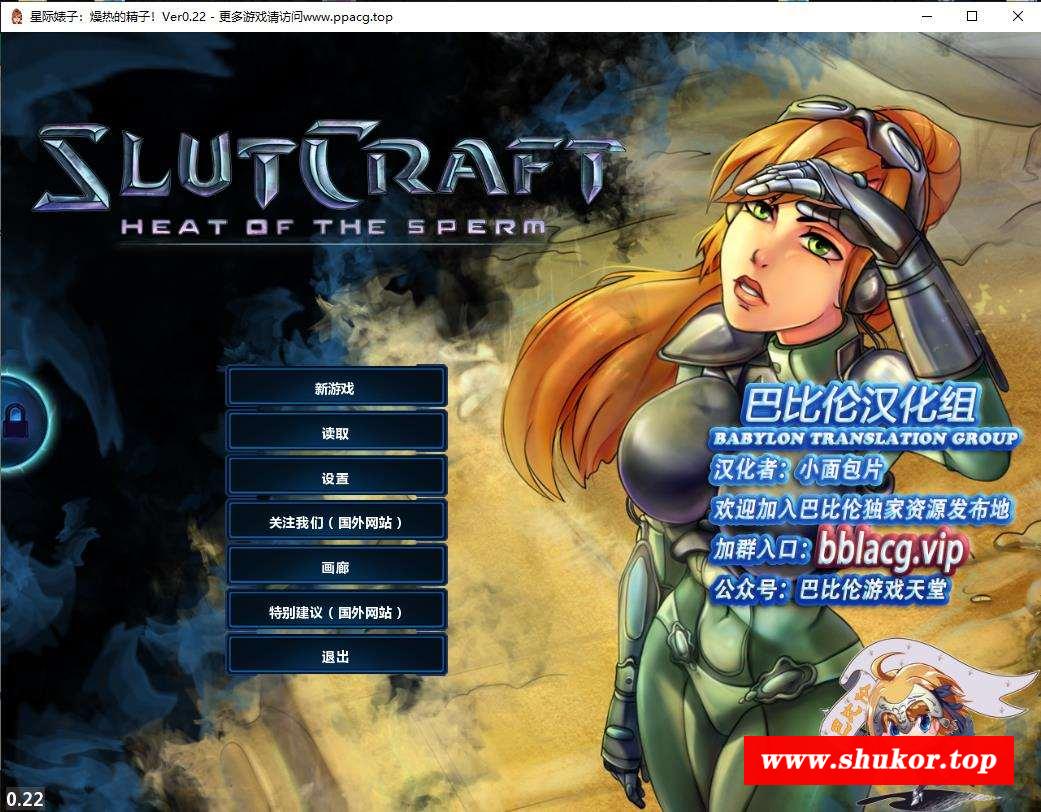 星际婊子：燥热的精子！Ver0.22 - 更多游戏请访问www.ppacg.top
SLUTCRAFT
HEAT OF THE SPERM
新游戏
读取
设置
关注我们（国外网站）
画廊
特别建议（国外网站）
退出
巴比伦汉化组
BABYLON TRANSLATION GROUP
汉化者：小面包片
欢迎加入巴比伦独家资源发布地
加群入口：bblacg.vip
公众号：巴比伦游戏天堂
www.shukor.top
0.22